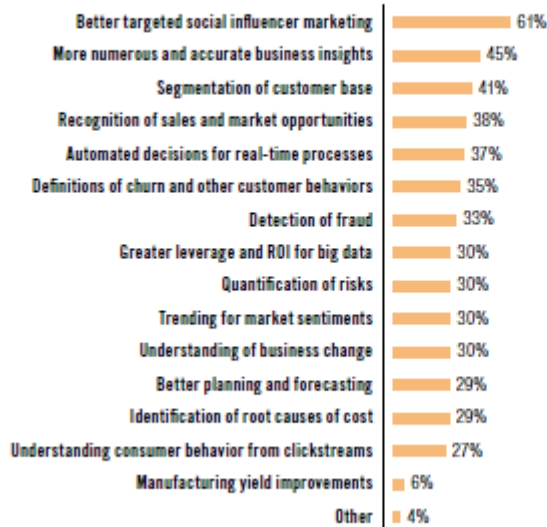 Better targeted social influencer marketing 61%
More numerous and accurate business insights 45%
Segmentation of customer base 41%
Recognition of sales and market opportunities 38%
Automated decisions for real-time processes 37%
Definitions of churn and other customer behaviors 35%
Detection of fraud 33%
Greater leverage and ROI for big data 30%
Quantification of risks 30%
Trending for market sentiments 30%
Understanding of business change 30%
Better planning and forecasting 29%
Identification of root causes of cost 29%
Understanding consumer behavior from clickstreams 27%
Manufacturing yield improvements 6%
Other 4%